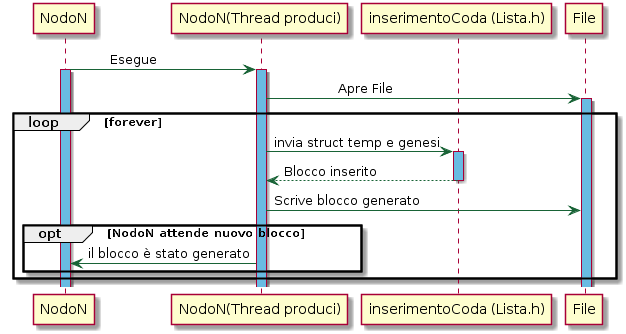 NodoN
NodoN(Thread produci)
inserimentoCoda (Lista.h)
File
Esegue
Apre File
loop
[forever]
invia struct temp e genesi
Blocco inserito
Scrive blocco generato
opt
[NodoN attende nuovo blocco]
il blocco è stato generato
NodoN
NodoN(Thread produci)
inserimentoCoda (Lista.h)
File